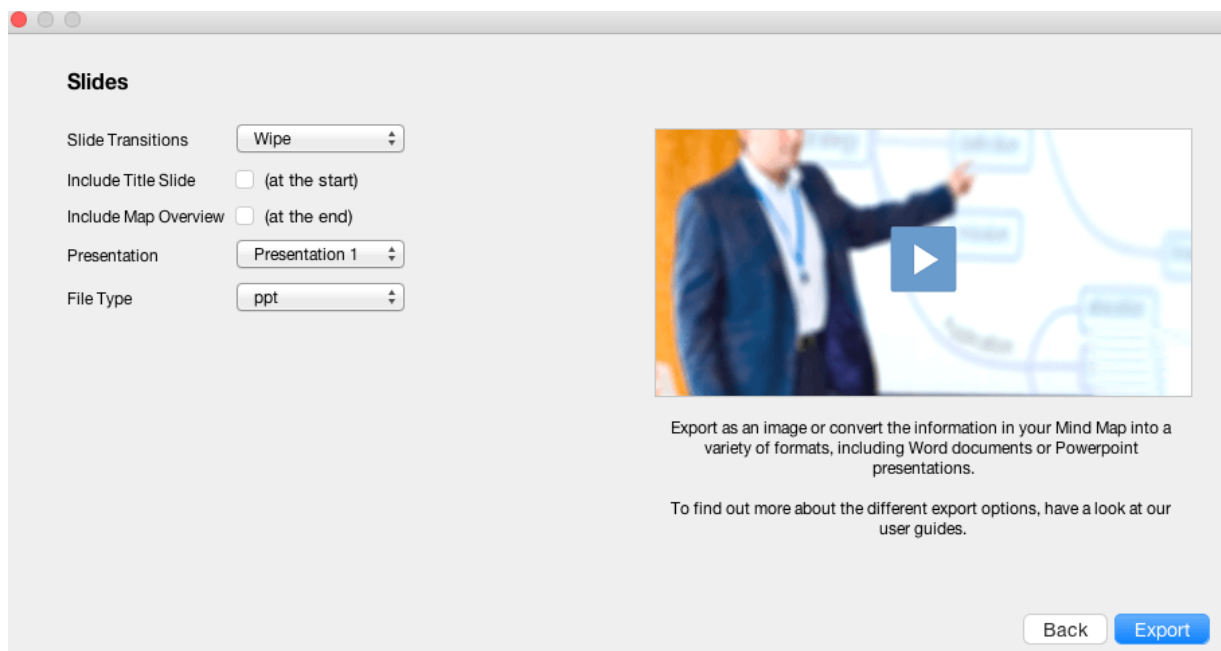 Slides
Slide Transitions Wipe
Include Title Slide (at the start)
Include Map Overview (at the end)
Presentation Presentation 1
File Type ppt
Export as an image or convert the information in your Mind Map into a
variety of formats, including Word documents or Powerpoint
presentations.
To find out more about the different export options, have a look at our
user guides.
Back Export